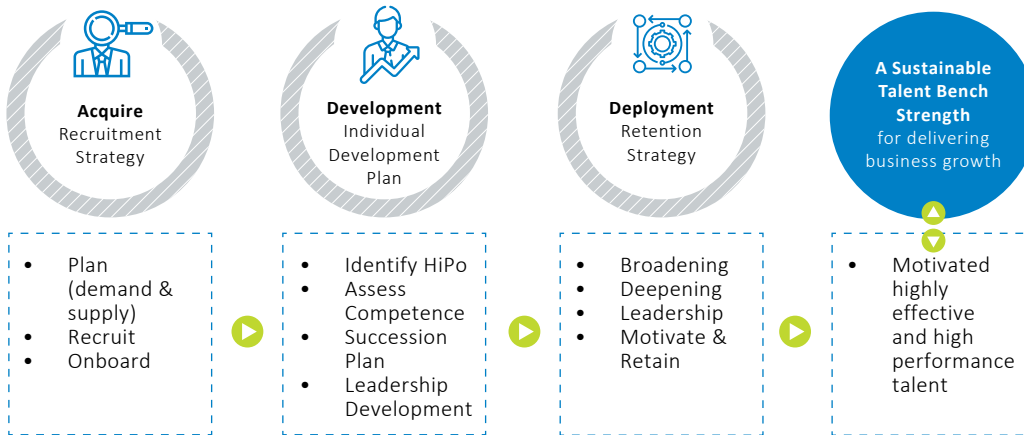 Acquire
Recruitment
Strategy
Development
Individual
Development
Plan
Deployment
Retention
Strategy
A Sustainable
Talent Bench
Strength
for delivering
business growth
• Plan
(demand &
supply)
• Recruit
• Onboard
• Identify HiPo
• Assess
Competence
• Succession
Plan
• Leadership
Development
• Broadening
• Deepening
• Leadership
• Motivate &
Retain
• Motivated
highly
effective
and high
performance
talent